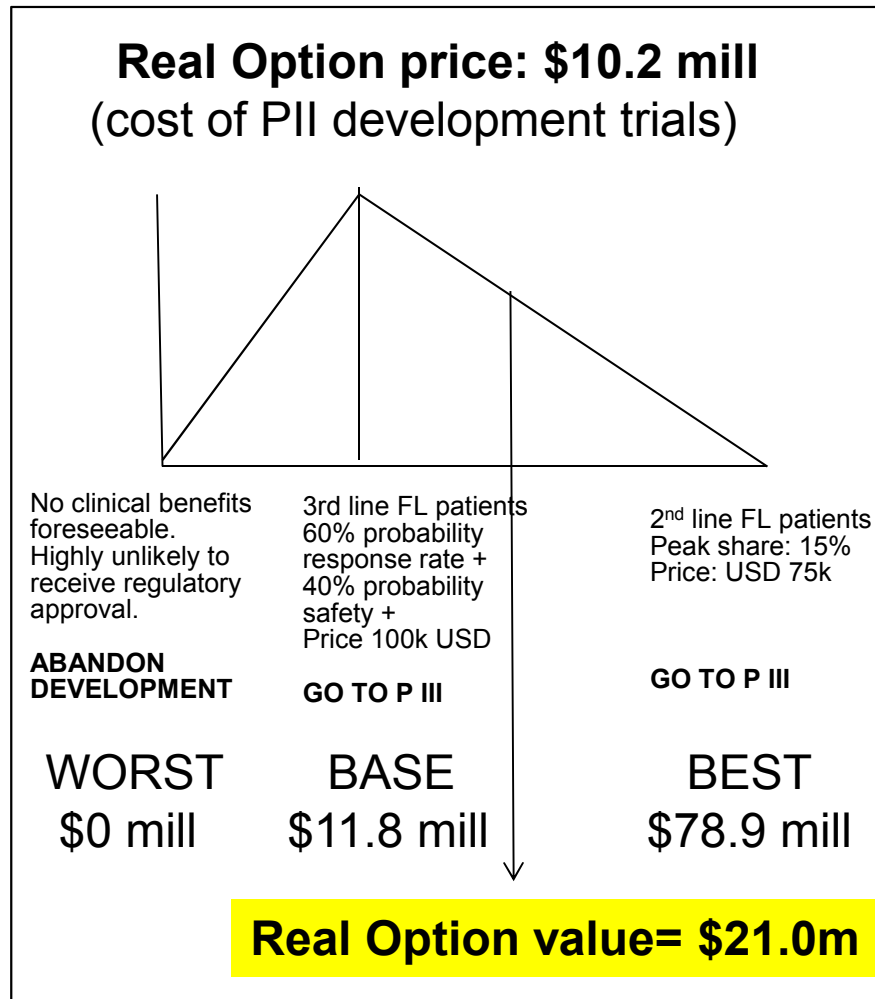 Real Option price: $10.2 mill
(cost of PII development trials)
No clinical benefits
foreseeable.
Highly unlikely to
receive regulatory
approval.
ABANDON
DEVELOPMENT
WORST
$0 mill
3rd line FL patients
60% probability
response rate +
40% probability
safety +
Price 100k USD
GO TO P III
BASE
$11.8 mill
2nd line FL patients
Peak share: 15%
Price: USD 75k
GO TO P III
BEST
$78.9 mill
Real Option value= $21.0m